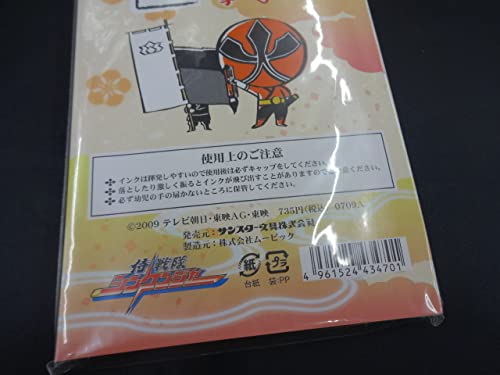 火
使用上のご注意
インクは揮発しやすいので使用後は必ずキャップをしてください。
落としたり激しく振るとインクが飛び出すことがありますのでご注意ください。
必ず幼児の手の届かないところに保管してください。
©2009 テレビ朝日・東映AG・東映 735円(税込)-0709A
発売元:サンスター文具株式会社
製造元:株式会社ムービック
侍戦隊
シンケンジャー
紙
台紙
プラ
袋:PP
4 961524 434701